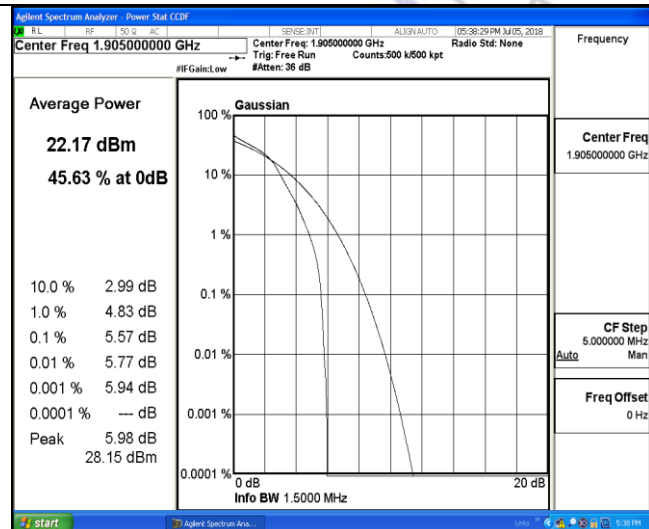 Agilent Spectrum Analyzer - Power Stat CCDF
RL RF 50 Ω AC SENSE:INT ALIGNAUTO 05:38:29 PM Jul 05, 2018
Center Freq 1.905000000 GHz
Center Freq: 1.905000000 GHz Radio Std: None
Trig: Free Run Counts:500 k/500 kpt
#IFGain:Low #Atten: 36 dB
Frequency
Average Power
22.17 dBm
45.63 % at 0dB
10.0 % 2.99 dB
1.0 % 4.83 dB
0.1 % 5.57 dB
0.01 % 5.77 dB
0.001 % 5.94 dB
0.0001 % --- dB
Peak 5.98 dB
28.15 dBm
Gaussian
100 %
10 %
1 %
0.1 %
0.01 %
0.001 %
0.0001 %
0 dB 20 dB
Info BW 1.5000 MHz
Center Freq
1.905000000 GHz
CF Step
5.000000 MHz
Auto Man
Freq Offset
0 Hz
start Agilent Spectrum Ana... Links 5:38 PM